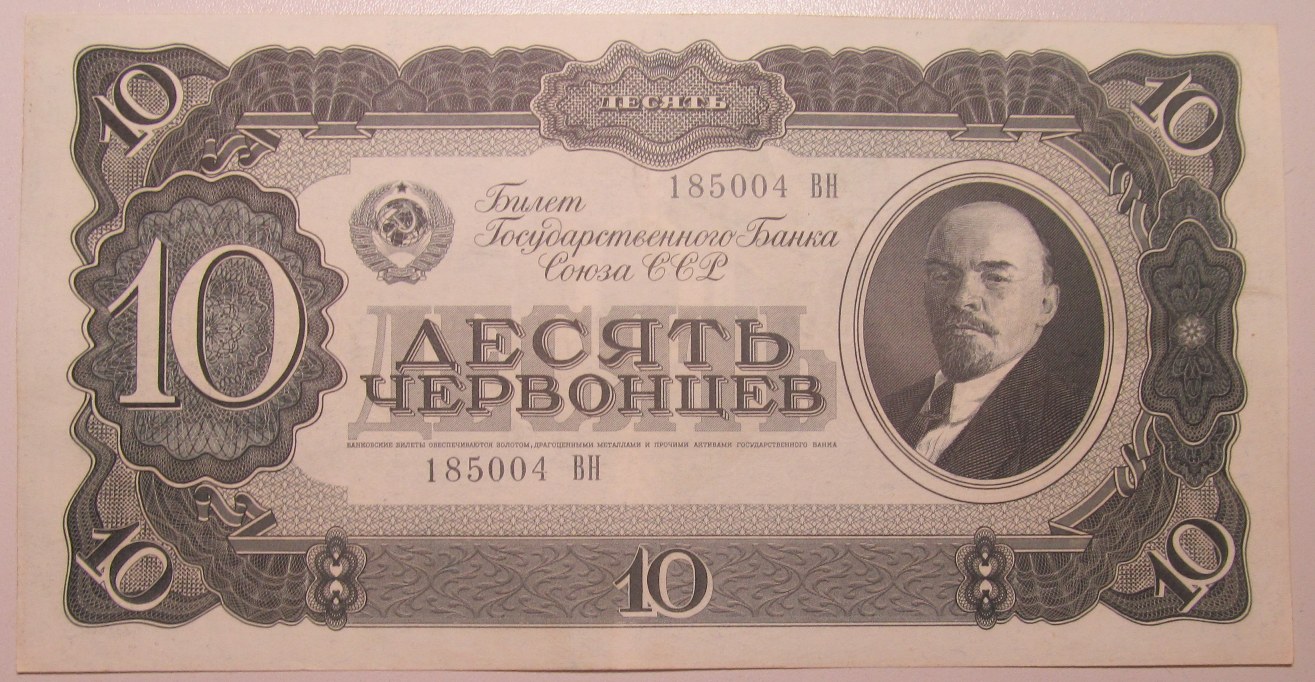 10
ДЕСЯТЬ
10
185004 ВН
Билет
Государственного Банка
Союза ССР
10
ДЕСЯТЬ
ДЕСЯТЬ
ЧЕРВОНЦЕВ
БАНКОВСКИЕ БИЛЕТЫ ОБЕСПЕЧИВАЮТСЯ ЗОЛОТОМ, ДРАГОЦЕННЫМИ МЕТАЛЛАМИ И ПРОЧИМИ АКТИВАМИ ГОСУДАРСТВЕННОГО БАНКА
185004 ВН
10
10
10